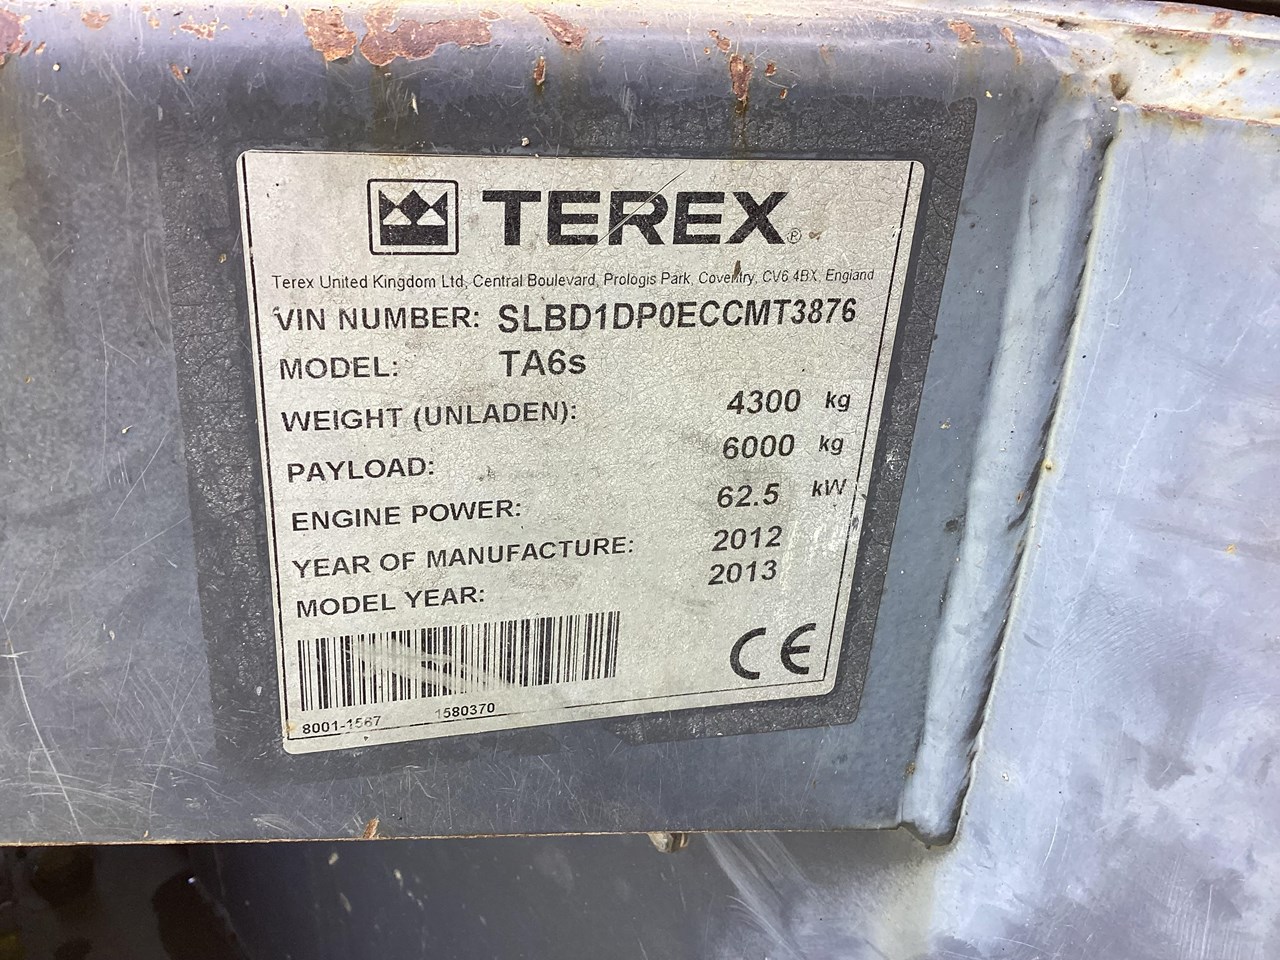 TEREX®
Terex United Kingdom Ltd, Central Boulevard, Prologis Park, Coventry, CV6 4BX, England
VIN NUMBER: SLBD1DP0ECCMT3876
MODEL: TA6s
WEIGHT (UNLADEN): 4300 kg
PAYLOAD: 6000 kg
ENGINE POWER: 62.5 kW
YEAR OF MANUFACTURE: 2012
MODEL YEAR: 2013
8001-1567 1580370
CE